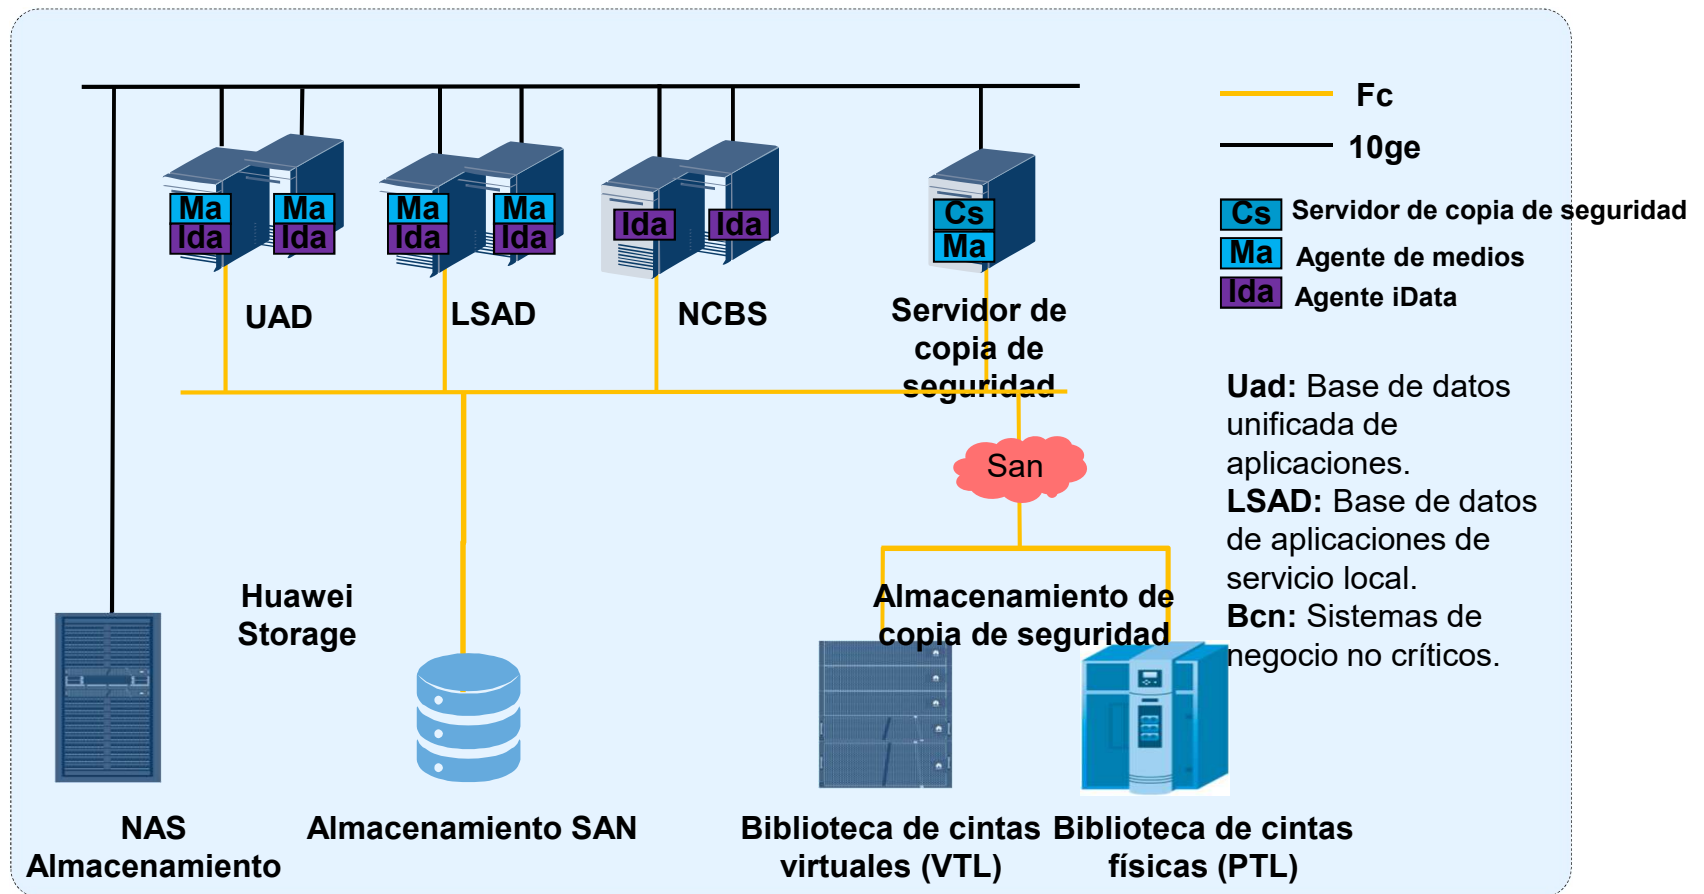 Fc
10ge
Cs Servidor de copia de seguridad
Ma Agente de medios
Ida Agente iData
Ma Ma Ma Ma Cs
Ida Ida Ida Ida Ida Ida Ma
UAD
LSAD
NCBS
Servidor de
copia de
seguridad
San
Uad: Base de datos
unificada de
aplicaciones.
LSAD: Base de datos
de aplicaciones de
servicio local.
Bcn: Sistemas de
negocio no críticos.
Huawei
Storage
Almacenamiento de
copia de seguridad
NAS
Almacenamiento
Almacenamiento SAN
Biblioteca de cintas
virtuales (VTL)
Biblioteca de cintas
físicas (PTL)